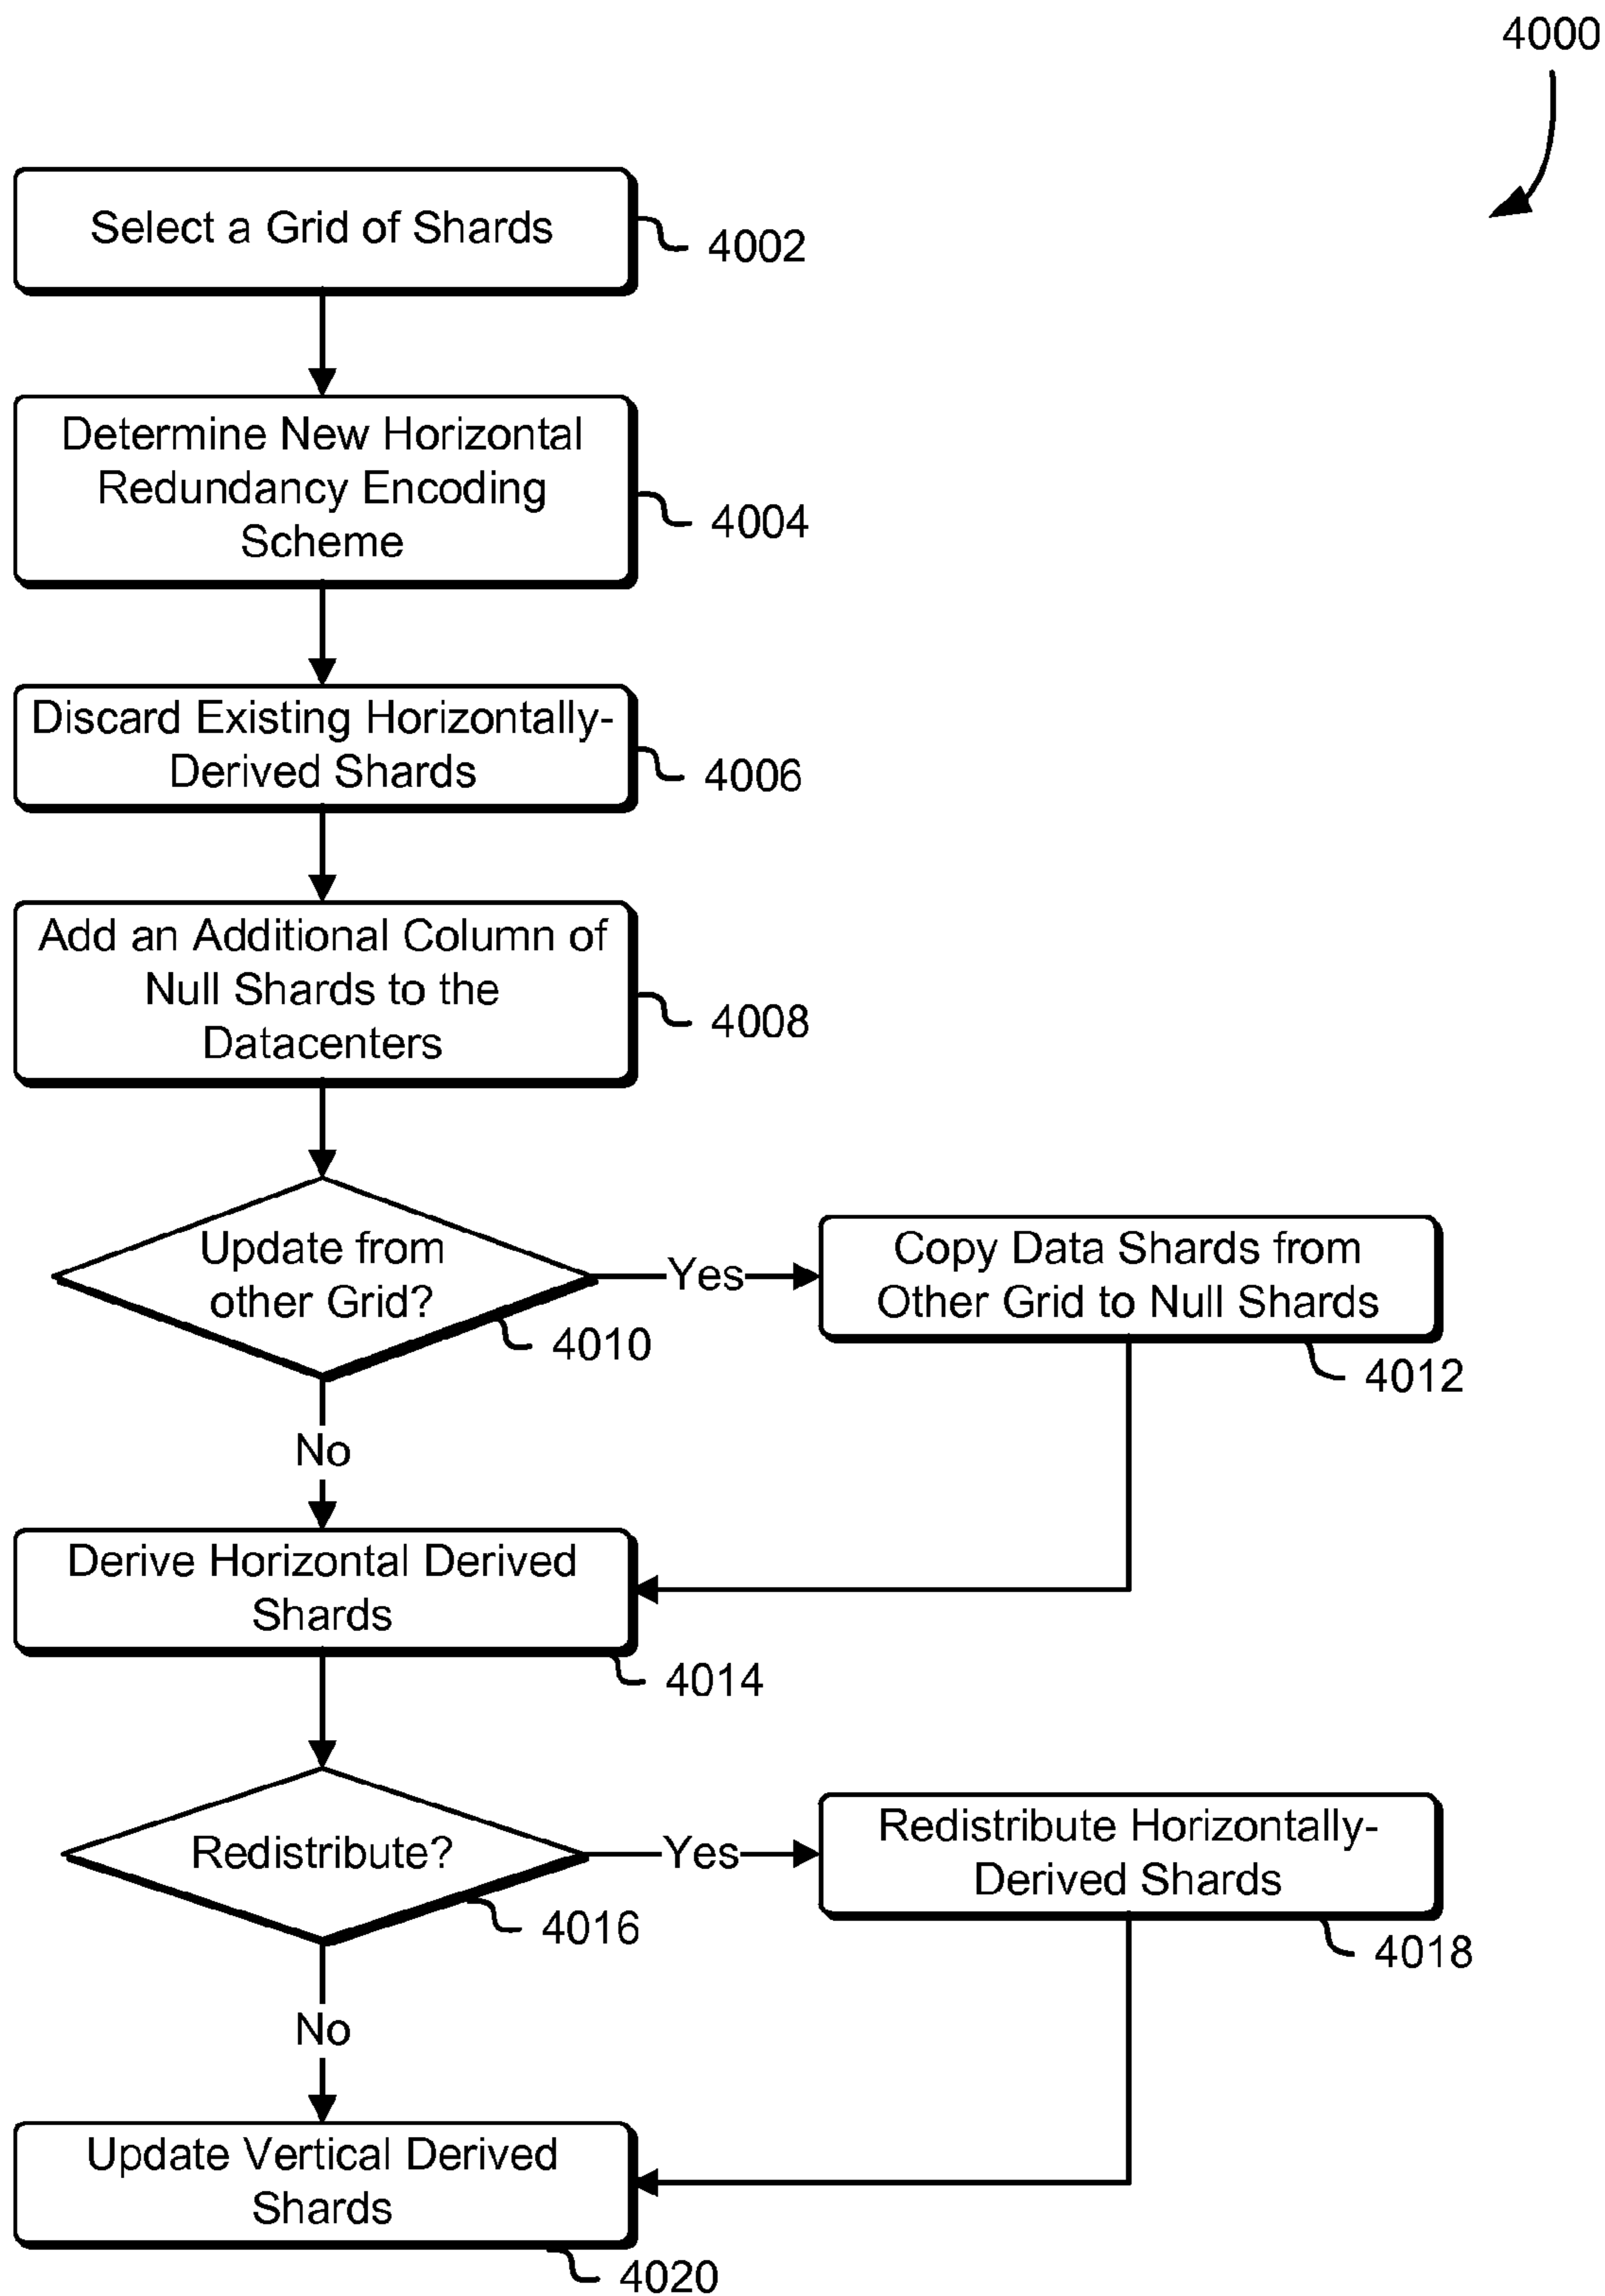 4000
Select a Grid of Shards
4002
Determine New Horizontal
Redundancy Encoding
Scheme
4004
Discard Existing Horizontally-
Derived Shards
4006
Add an Additional Column of
Null Shards to the
Datacenters
4008
Update from
other Grid?
4010
Yes
Copy Data Shards from
Other Grid to Null Shards
4012
No
Derive Horizontal Derived
Shards
4014
Redistribute?
4016
Yes
Redistribute Horizontally-
Derived Shards
4018
No
Update Vertical Derived
Shards
4020